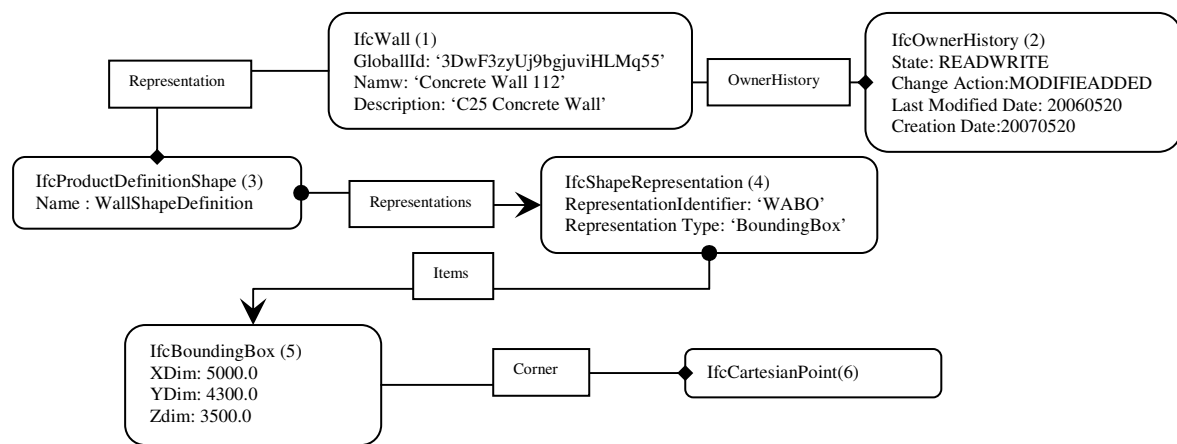 IfcWall (1)
GloballId: ‘3DwF3zyUj9bgjuviHLMq55’
Namw: ‘Concrete Wall 112’
Description: ‘C25 Concrete Wall’
Representation
OwnerHistory
IfcOwnerHistory (2)
State: READWRITE
Change Action:MODIFIEADDED
Last Modified Date: 20060520
Creation Date:20070520
IfcProductDefinitionShape (3)
Name : WallShapeDefinition
Representations
IfcShapeRepresentation (4)
RepresentationIdentifier: ‘WABO’
Representation Type: ‘BoundingBox’
Items
IfcBoundingBox (5)
XDim: 5000.0
YDim: 4300.0
Zdim: 3500.0
Corner
IfcCartesianPoint(6)